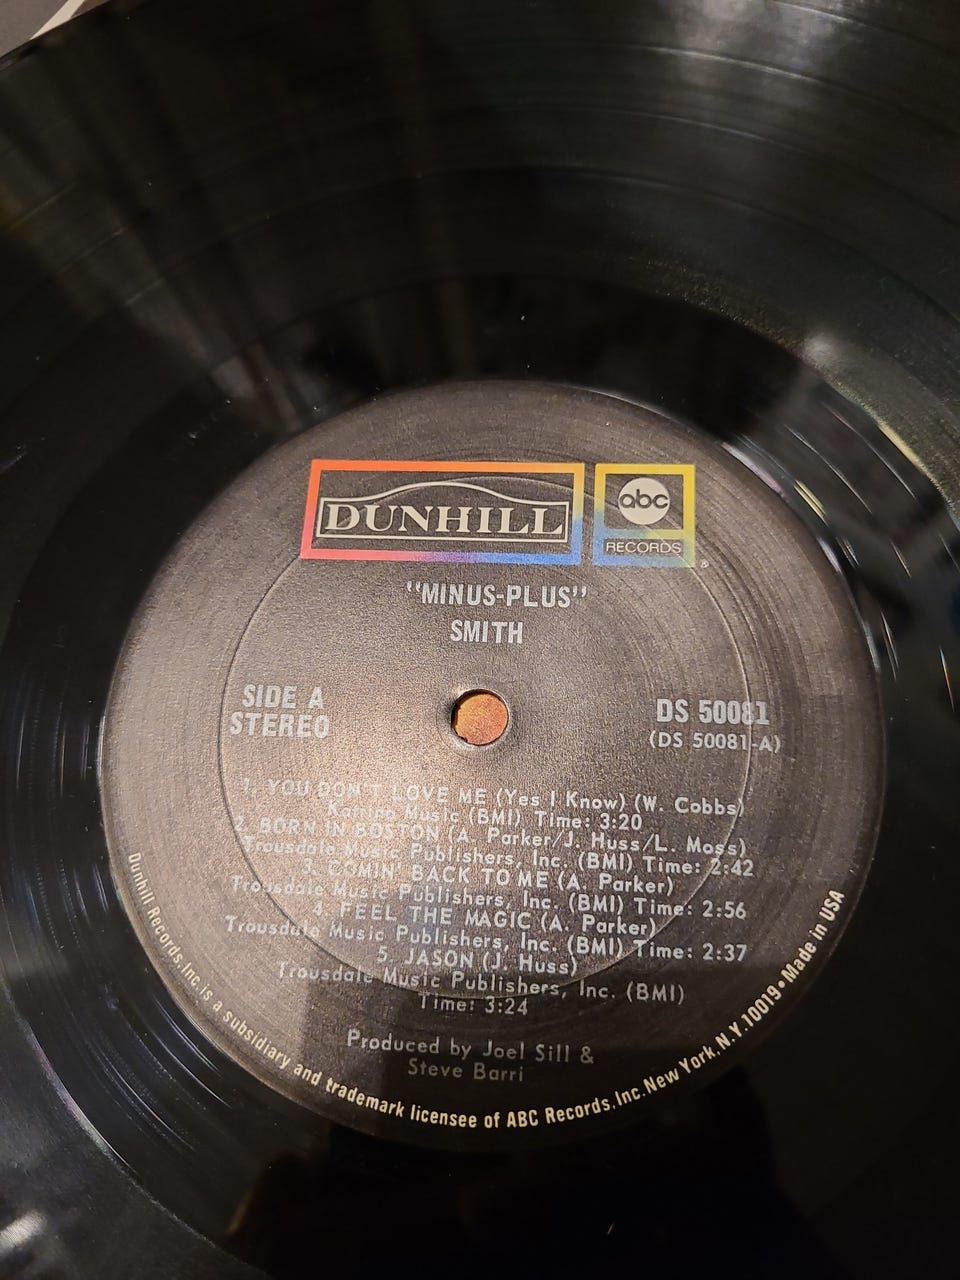 DUNHILL
abc
RECORDS
®
"MINUS-PLUS"
SMITH
SIDE A
STEREO
DS 50081
(DS 50081-A)
1. YOU DON'T LOVE ME (Yes I Know) (W. Cobbs)
Kamoo Music (BMI) Time: 3:20
2. BORN IN BOSTON (A. Parker/J. Huss/L. Moss)
Trousdale Music Publishers, Inc. (BMI) Time: 2:42
3. COMIN' BACK TO ME (A. Parker)
Trousdale Music Publishers, Inc. (BMI) Time: 2:56
4. FEEL THE MAGIC (A. Parker)
Trousdale Music Publishers, Inc. (BMI) Time: 2:37
5. JASON (J. Huss)
Trousdale Music Publishers, Inc. (BMI)
Time: 3:24
Produced by Joel Sill &
Steve Barri
Dunhill Records, Inc. is a subsidiary and trademark licensee of ABC Records, Inc. New York, N.Y. 10019 • Made in USA